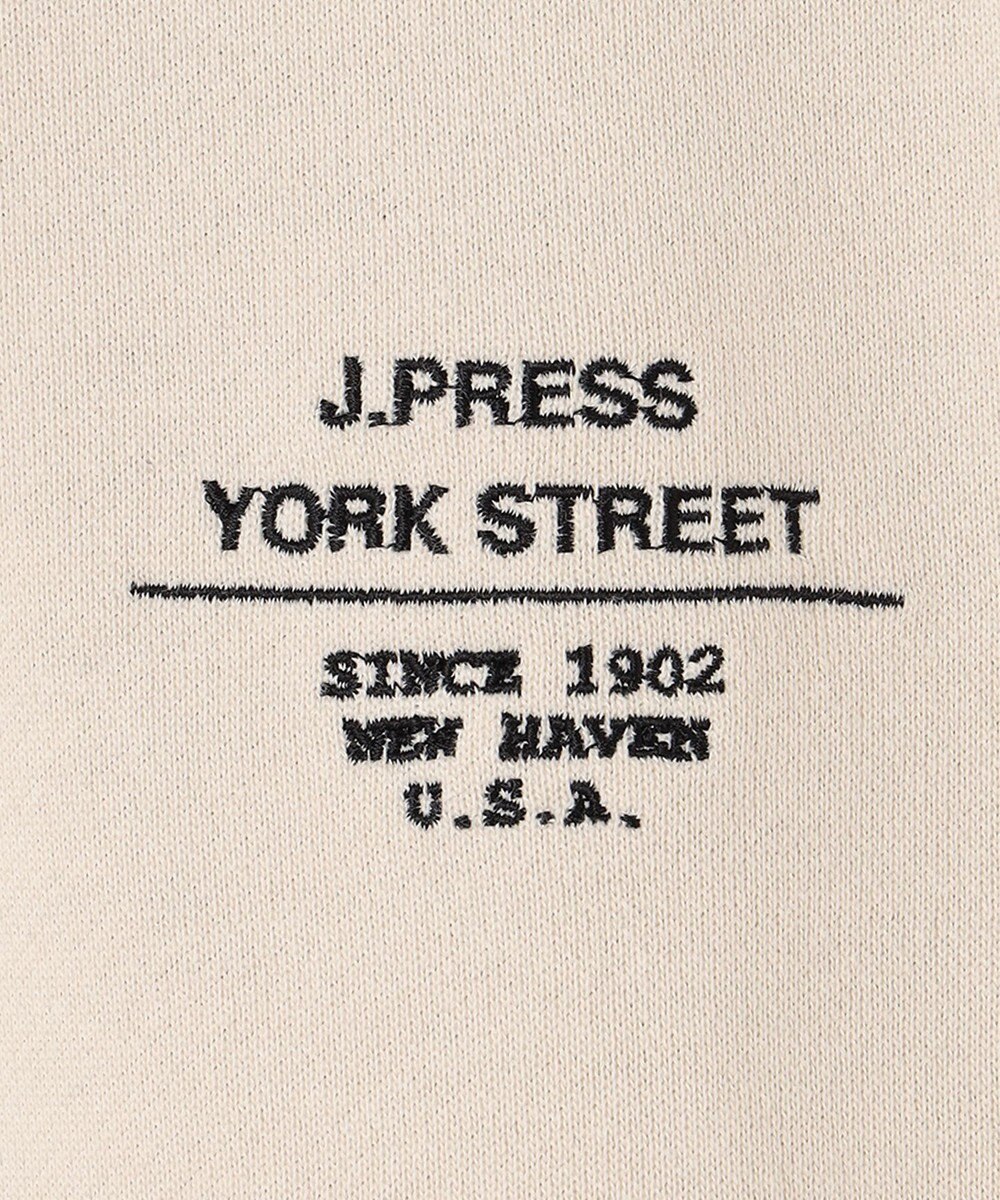 J.PRESS
YORK STREET
SINCE 1902
NEW HAVEN
U.S.A.